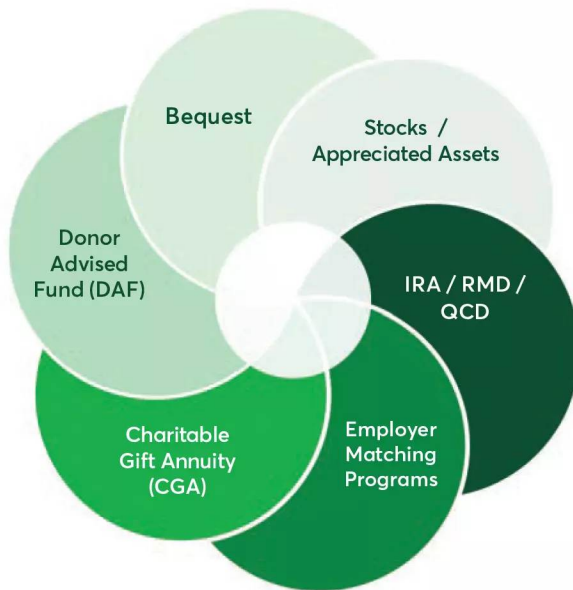 Bequest
Stocks /
Appreciated Assets
IRA / RMD /
QCD
Employer
Matching
Programs
Charitable
Gift Annuity
(CGA)
Donor
Advised
Fund (DAF)